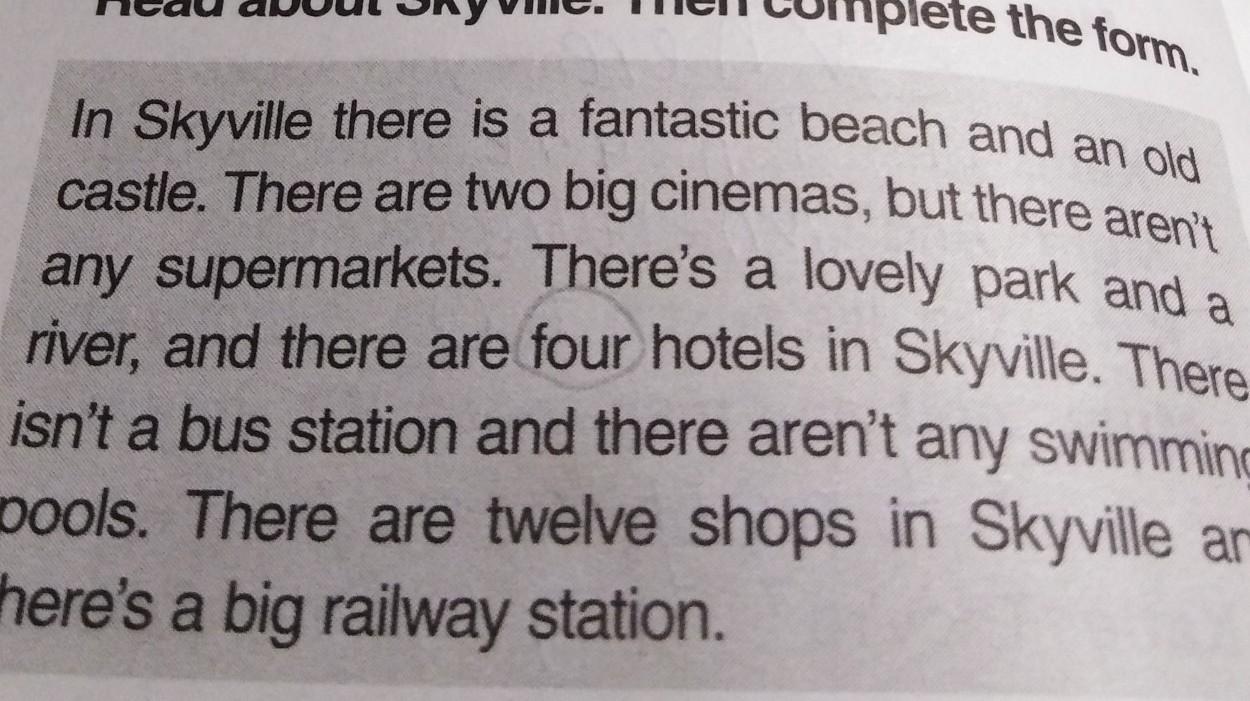 Read about Skyville. Then complete the form.
In Skyville there is a fantastic beach and an old
castle. There are two big cinemas, but there aren't
any supermarkets. There's a lovely park and a
river, and there are four hotels in Skyville. There
isn't a bus station and there aren't any swimming
pools. There are twelve shops in Skyville an
here's a big railway station.